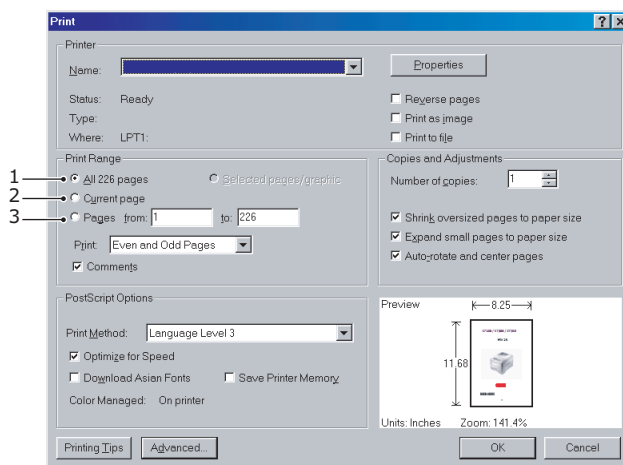 Print
Printer
Name:
Properties
Status: Ready
Reverse pages
Type:
Print as image
Where: LPT1:
Print to file
Print Range
1
All 226 pages
Selected pages/graphic
2
Current page
3
Pages from: 1 to: 226
Print: Even and Odd Pages
Comments
Copies and Adjustments
Number of copies: 1
Shrink oversized pages to paper size
Expand small pages to paper size
Auto-rotate and center pages
PostScript Options
Print Method: Language Level 3
Optimize for Speed
Download Asian Fonts
Save Printer Memory
Color Managed: On printer
Preview
8.25
11.68
Units: Inches Zoom: 141.4%
Printing Tips
Advanced...
OK
Cancel